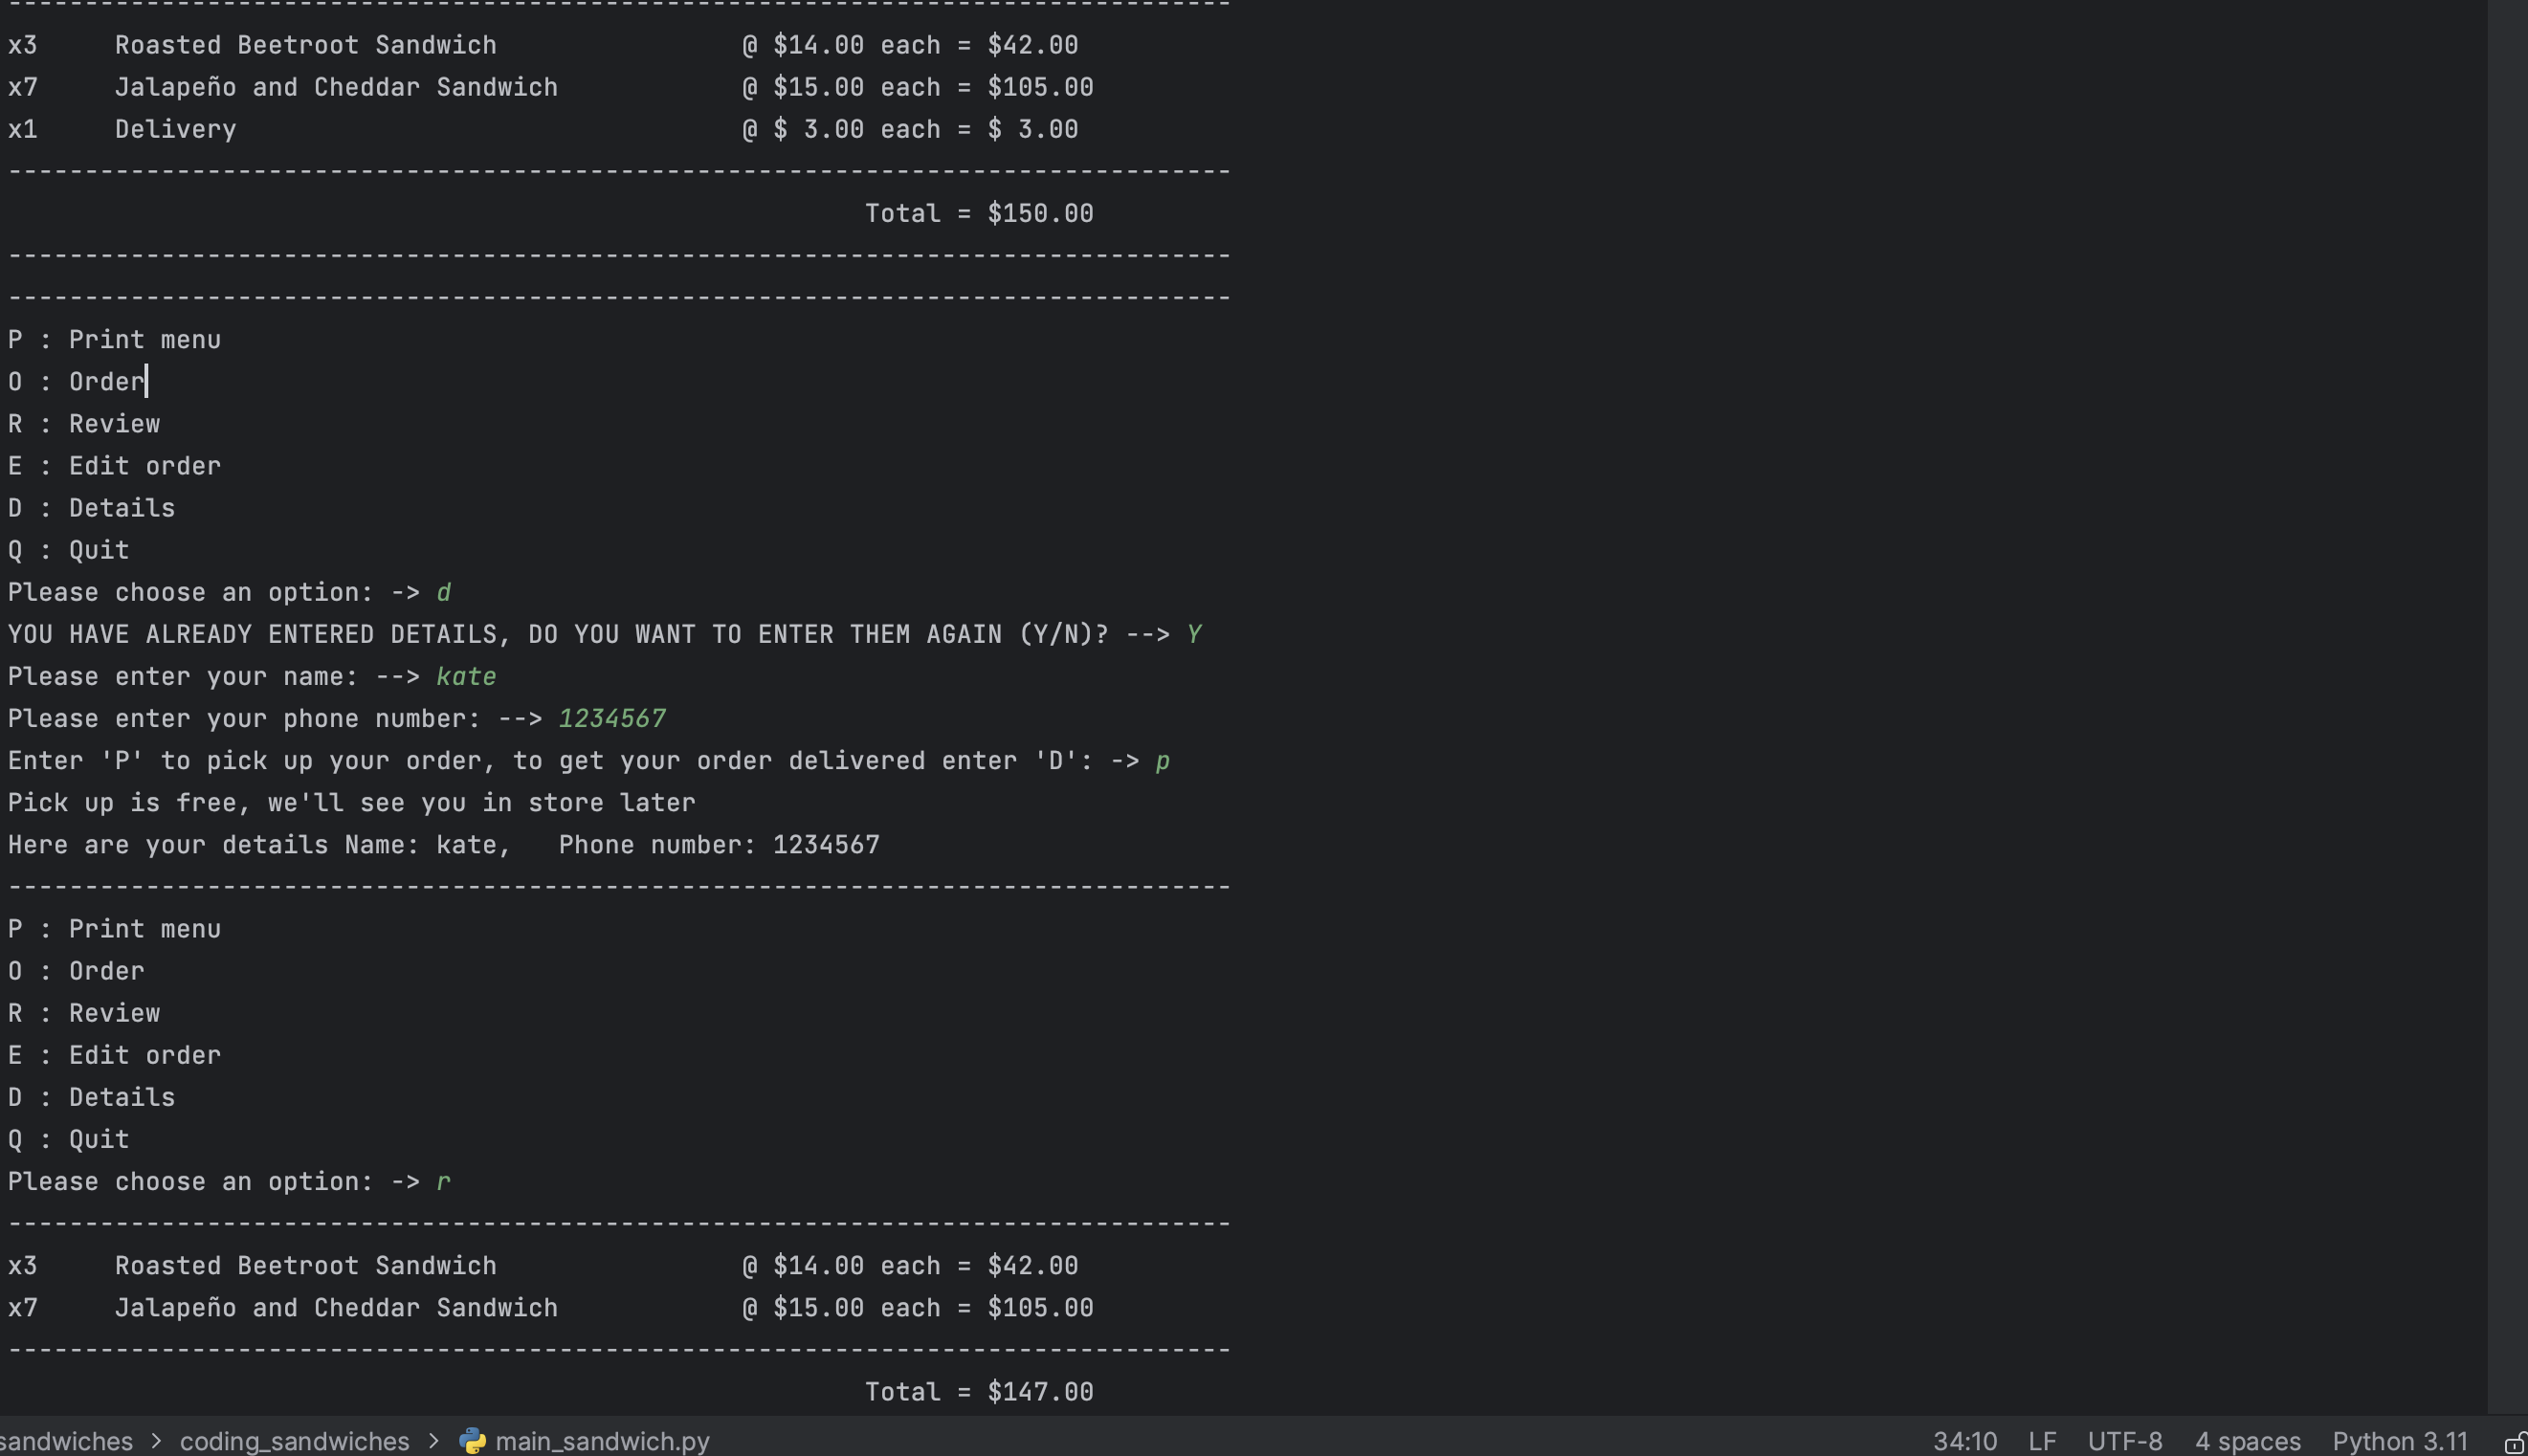 --------------------------------------------------------------------------------
x3     Roasted Beetroot Sandwich                @ $14.00 each = $42.00
x7     Jalapeño and Cheddar Sandwich            @ $15.00 each = $105.00
x1     Delivery                                 @ $ 3.00 each = $ 3.00
--------------------------------------------------------------------------------
                                                        Total = $150.00
--------------------------------------------------------------------------------
--------------------------------------------------------------------------------
P : Print menu
O : Order
R : Review
E : Edit order
D : Details
Q : Quit
Please choose an option: -> d
YOU HAVE ALREADY ENTERED DETAILS, DO YOU WANT TO ENTER THEM AGAIN (Y/N)? --> Y
Please enter your name: --> kate
Please enter your phone number: --> 1234567
Enter 'P' to pick up your order, to get your order delivered enter 'D': -> p
Pick up is free, we'll see you in store later
Here are your details Name: kate,   Phone number: 1234567
--------------------------------------------------------------------------------
P : Print menu
O : Order
R : Review
E : Edit order
D : Details
Q : Quit
Please choose an option: -> r
--------------------------------------------------------------------------------
x3     Roasted Beetroot Sandwich                @ $14.00 each = $42.00
x7     Jalapeño and Cheddar Sandwich            @ $15.00 each = $105.00
--------------------------------------------------------------------------------
                                                        Total = $147.00
sandwiches > coding_sandwiches > main_sandwich.py 34:10 LF UTF-8 4 spaces Python 3.11